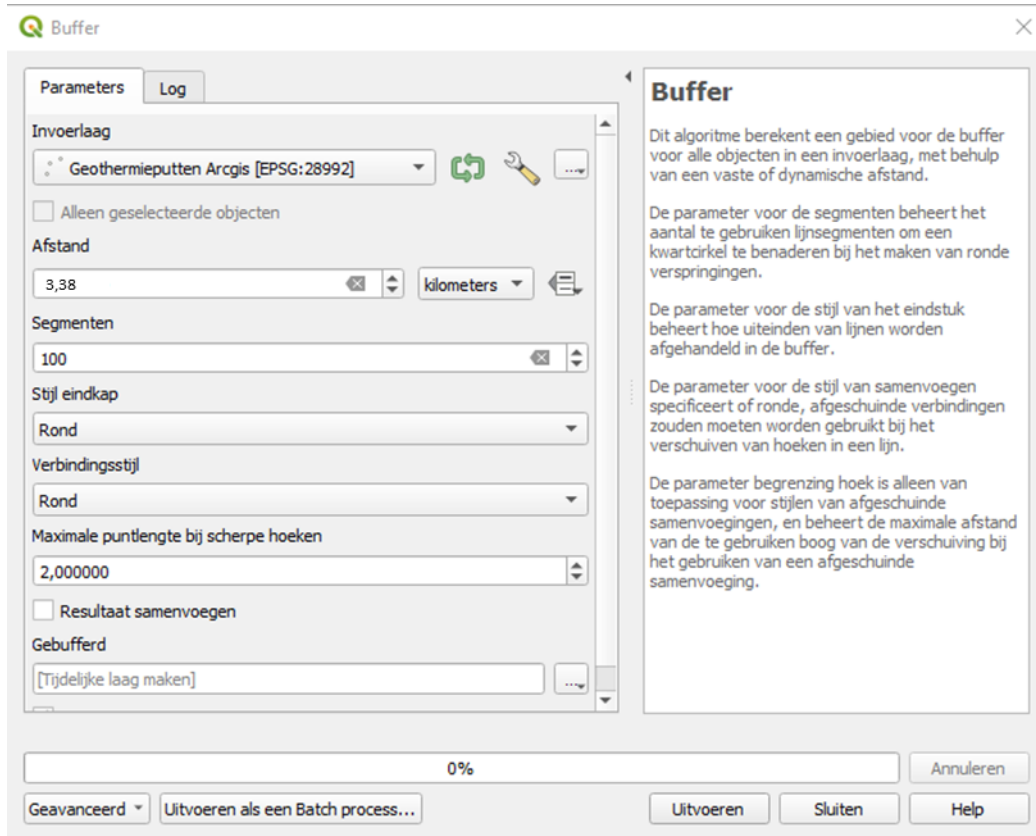 Buffer
Parameters
Log
Invoerlaag
Geothermieputten Arcgis [EPSG:28992]
...
Alleen geselecteerde objecten
Afstand
3,38
kilometers
Segmenten
100
Stijl eindkap
Rond
Verbindingsstijl
Rond
Maximale puntlengte bij scherpe hoeken
2,000000
Resultaat samenvoegen
Gebufferd
[Tijdelijke laag maken]
...
Buffer
Dit algoritme berekent een gebied voor de buffer
voor alle objecten in een invoerlaag, met behulp
van een vaste of dynamische afstand.
De parameter voor de segmenten beheert het
aantal te gebruiken lijnsegmenten om een
kwartcirkel te benaderen bij het maken van ronde
verspringingen.
De parameter voor de stijl van het eindstuk
beheert hoe uiteinden van lijnen worden
afgehandeld in de buffer.
De parameter voor de stijl van samenvoegen
specificeert of ronde, afgeschuinde verbindingen
zouden moeten worden gebruikt bij het
verschuiven van hoeken in een lijn.
De parameter begrenzing hoek is alleen van
toepassing voor stijlen van afgeschuinde
samenvoegingen, en beheert de maximale afstand
van de te gebruiken boog van de verschuiving bij
het gebruiken van een afgeschuinde
samenvoeging.
0%
Annuleren
Geavanceerd
Uitvoeren als een Batch process...
Uitvoeren
Sluiten
Help